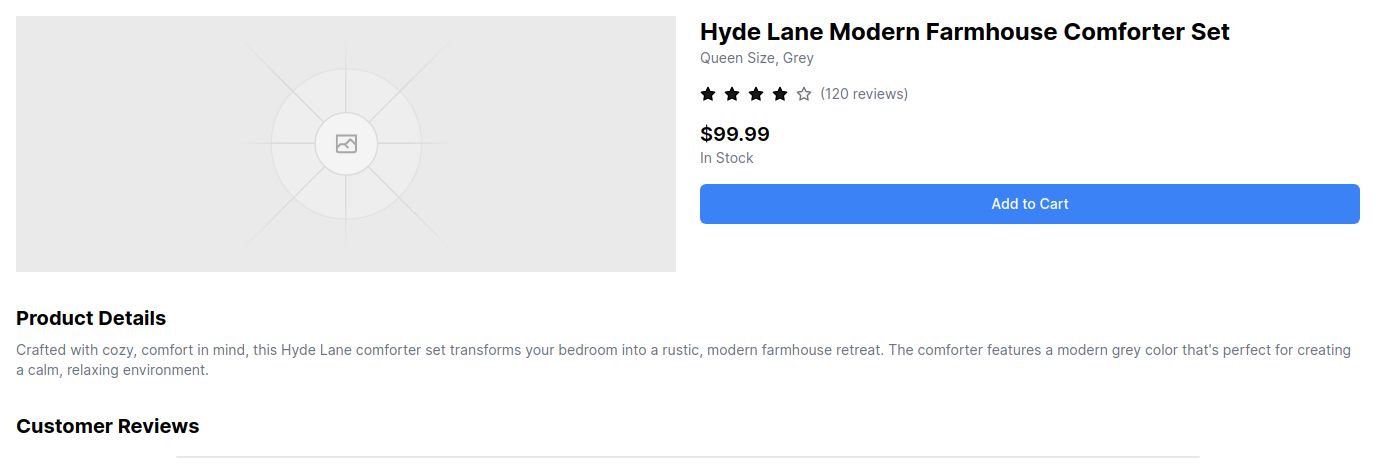 Hyde Lane Modern Farmhouse Comforter Set
Queen Size, Grey
(120 reviews)
$99.99
In Stock
Add to Cart
Product Details
Crafted with cozy, comfort in mind, this Hyde Lane comforter set transforms your bedroom into a rustic, modern farmhouse retreat. The comforter features a modern grey color that's perfect for creating
a calm, relaxing environment.
Customer Reviews